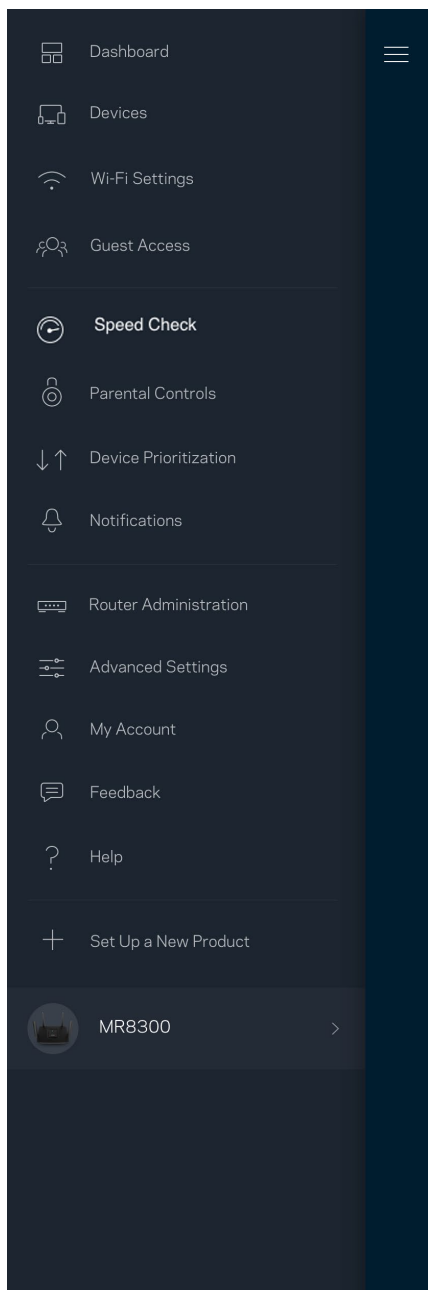 Dashboard
Devices
Wi-Fi Settings
Guest Access
Speed Check
Parental Controls
Device Prioritization
Notifications
Router Administration
Advanced Settings
My Account
Feedback
Help
Set Up a New Product
MR8300